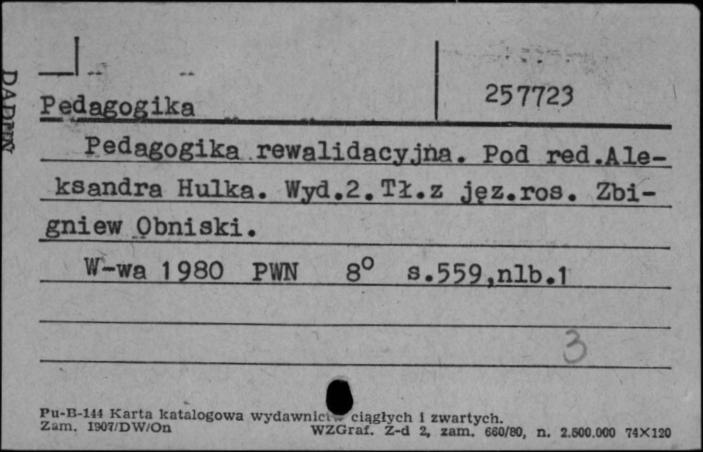 257723
Pedagogika
Pedagogika rewalidacyjna. Pod red.Ale-
ksandra Hulka. Wyd.2.Tł.z jęz.ros. Zbi-
gniew Obniski.
W-wa 1980 PWN 8° s.559,nlb.1
3
Pu-B-144 Karta katalogowa wydawnictw ciągłych i zwartych.
Zam. 1907/DW/On WZGraf. Z-d 2, zam. 660/80, n. 2.500.000 74×120